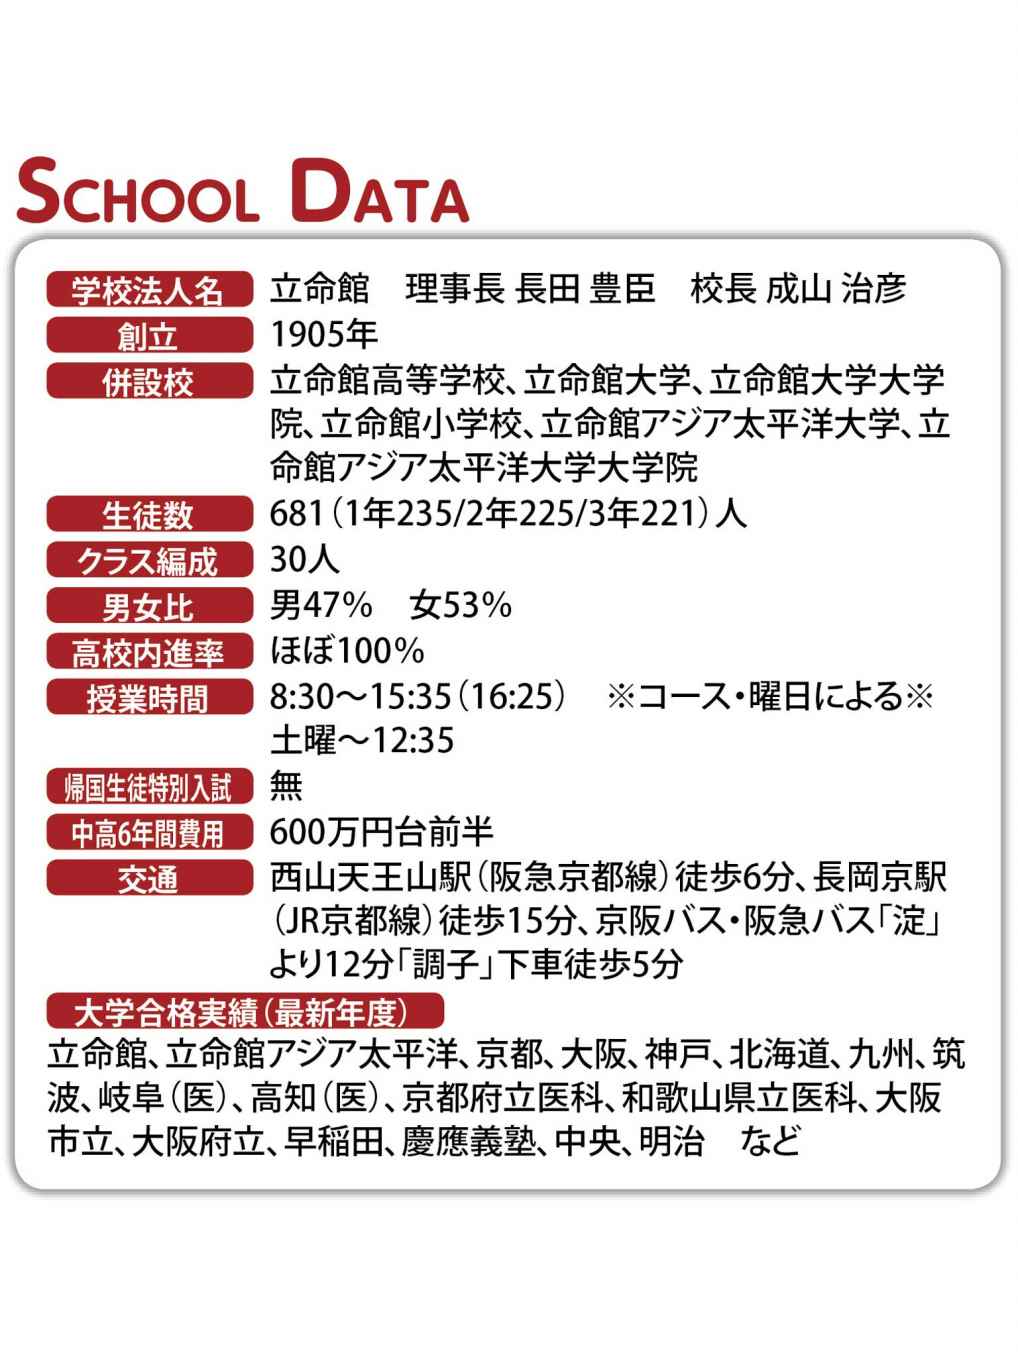 SCHOOL DATA
学校法人名 立命館　理事長 長田 豊臣　校長 成山 治彦
創立 1905年
併設校 立命館高等学校、立命館大学、立命館大学大学
院、立命館小学校、立命館アジア太平洋大学、立
命館アジア太平洋大学大学院
生徒数 681（1年235/2年225/3年221）人
クラス編成 30人
男女比 男47％　女53％
高校内進率 ほぼ100％
授業時間 8:30～15:35（16:25）　※コース・曜日による※
土曜～12:35
帰国生徒特別入試 無
中高6年間費用 600万円台前半
交通 西山天王山駅（阪急京都線）徒歩6分、長岡京駅
（JR京都線）徒歩15分、京阪バス・阪急バス「淀」
より12分「調子」下車徒歩5分
大学合格実績（最新年度）
立命館、立命館アジア太平洋、京都、大阪、神戸、北海道、九州、筑
波、岐阜（医）、高知（医）、京都府立医科、和歌山県立医科、大阪
市立、大阪府立、早稲田、慶應義塾、中央、明治　など